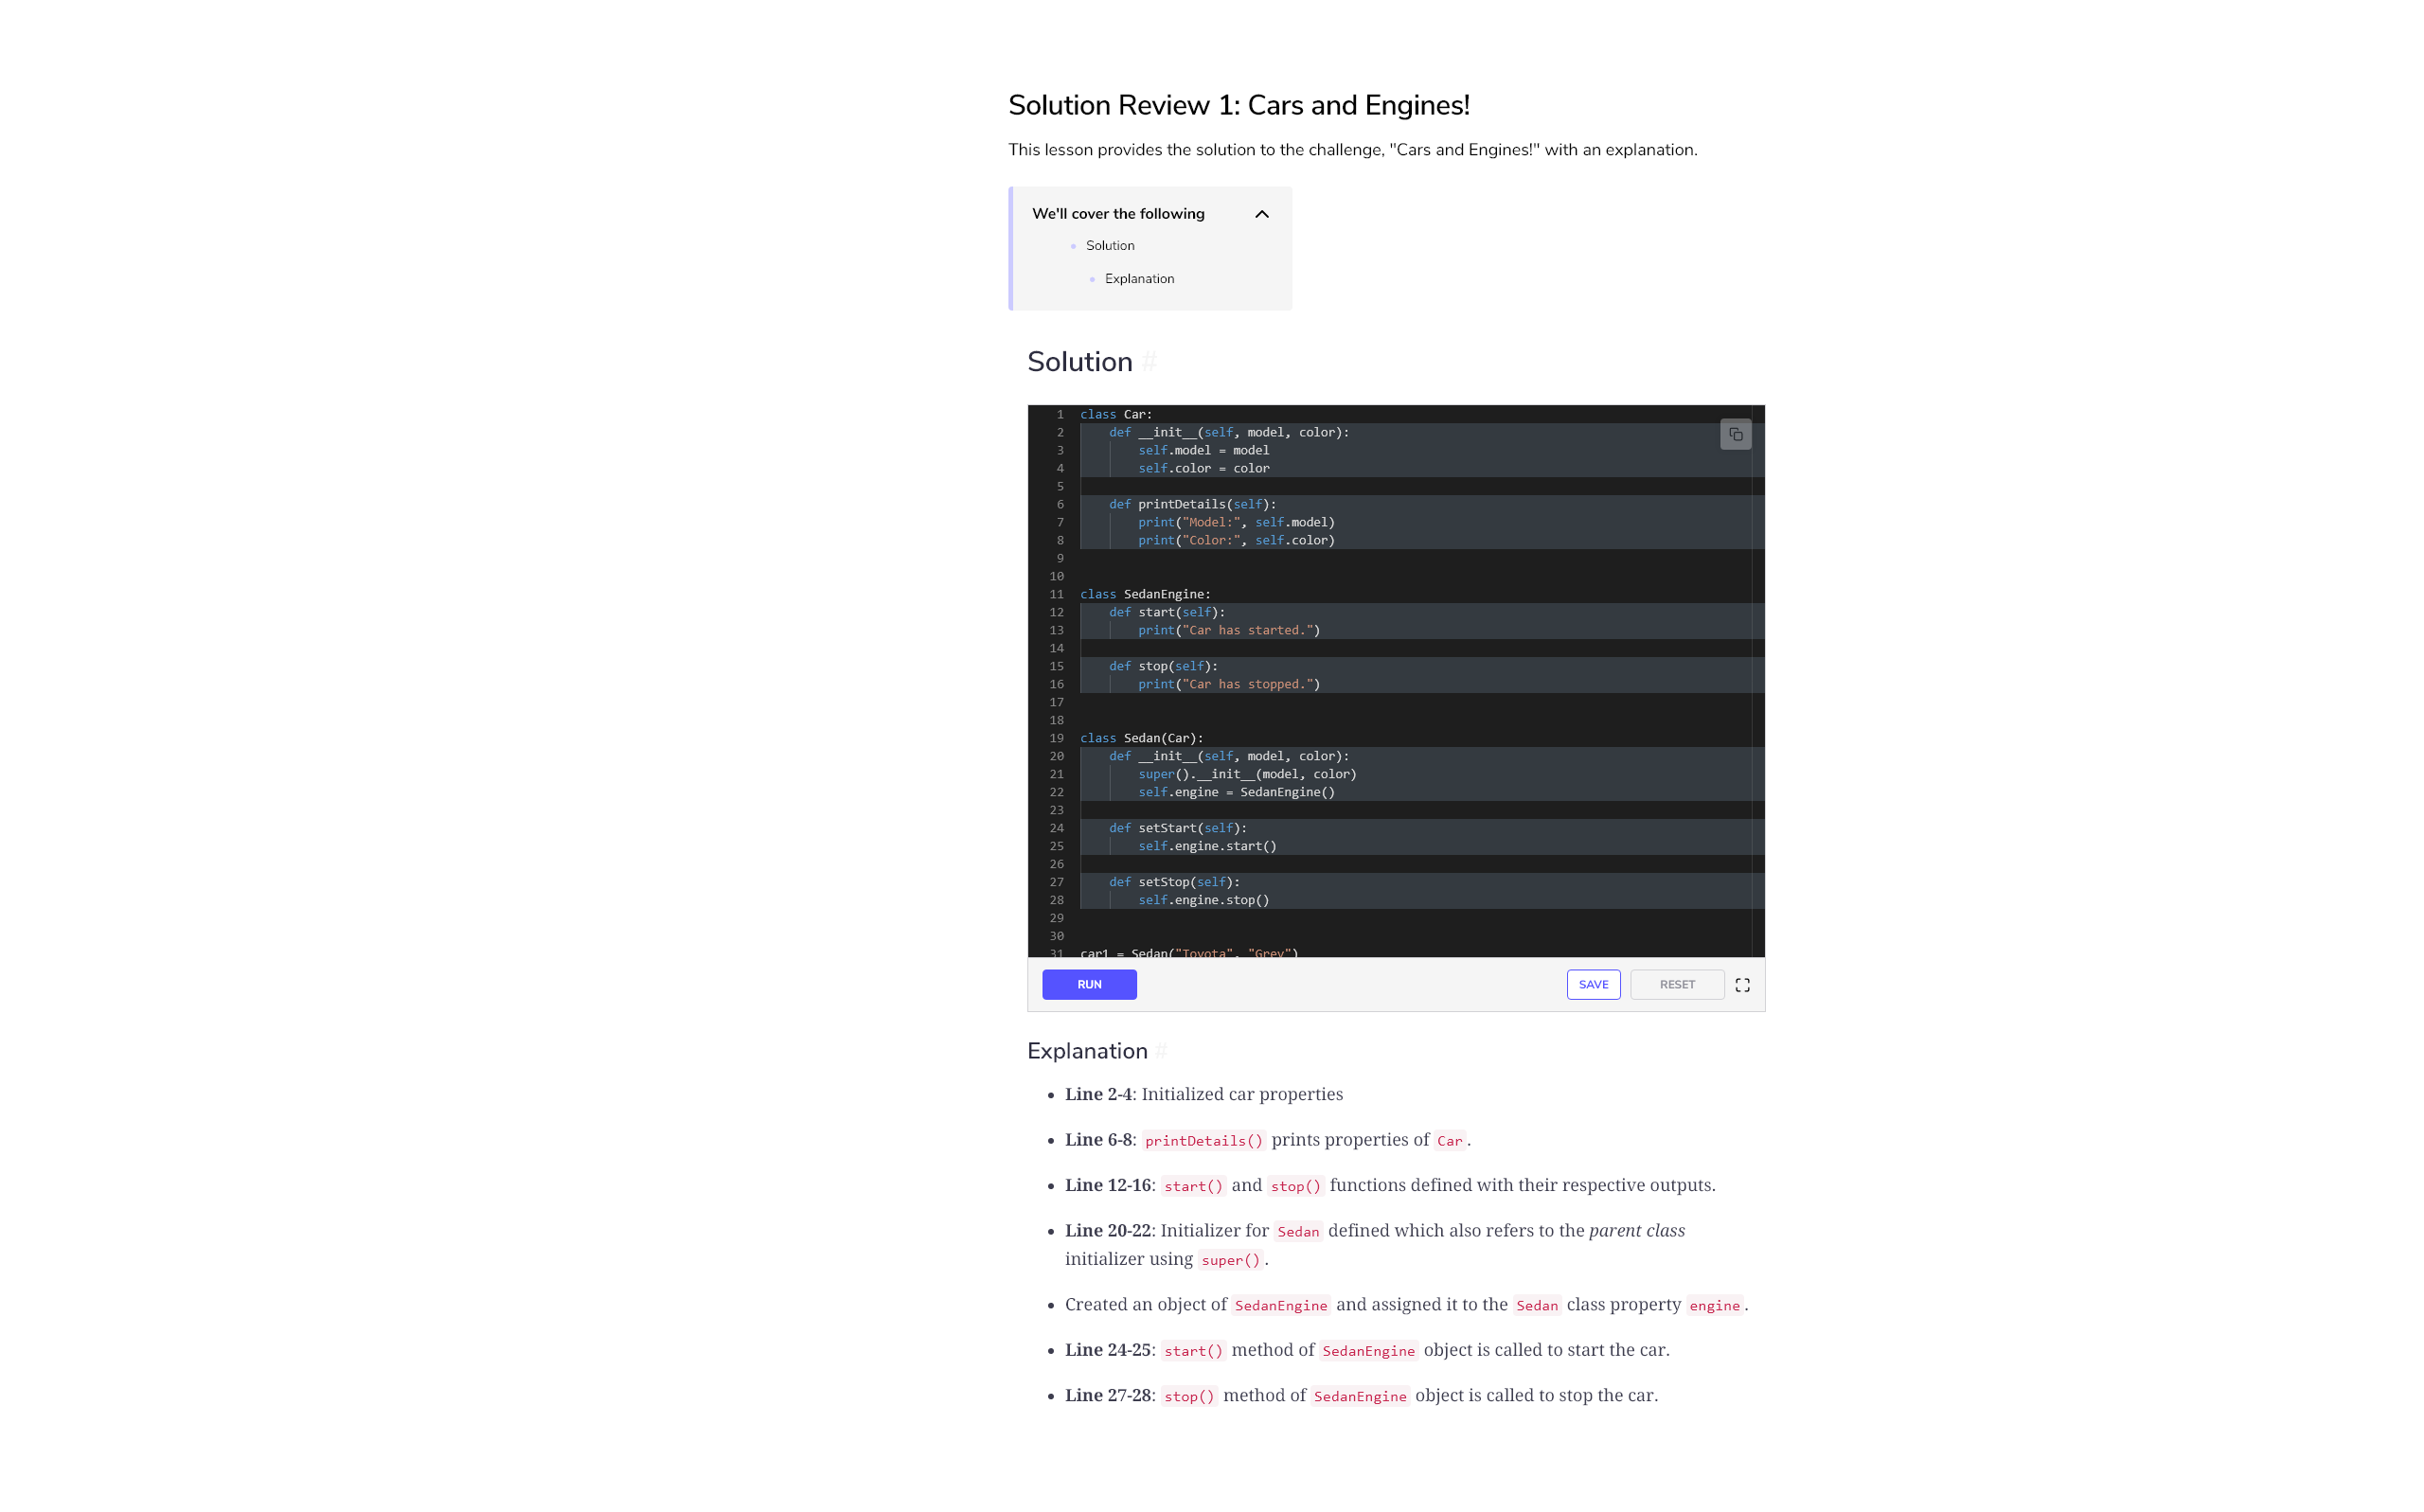 Solution Review 1: Cars and Engines!
This lesson provides the solution to the challenge, "Cars and Engines!" with an explanation.
We'll cover the following
Solution
Explanation
Solution #
1 class Car:
2     def __init__(self, model, color):
3         self.model = model
4         self.color = color
5
6     def printDetails(self):
7         print("Model:", self.model)
8         print("Color:", self.color)
9
10
11 class SedanEngine:
12     def start(self):
13         print("Car has started.")
14
15     def stop(self):
16         print("Car has stopped.")
17
18
19 class Sedan(Car):
20     def __init__(self, model, color):
21         super().__init__(model, color)
22         self.engine = SedanEngine()
23
24     def setStart(self):
25         self.engine.start()
26
27     def setStop(self):
28         self.engine.stop()
29
30
31 car1 = Sedan("Toyota", "Grey")
RUN SAVE RESET
Explanation #
• Line 2-4: Initialized car properties
• Line 6-8: printDetails() prints properties of Car.
• Line 12-16: start() and stop() functions defined with their respective outputs.
• Line 20-22: Initializer for Sedan defined which also refers to the parent class
initializer using super().
• Created an object of SedanEngine and assigned it to the Sedan class property engine.
• Line 24-25: start() method of SedanEngine object is called to start the car.
• Line 27-28: stop() method of SedanEngine object is called to stop the car.